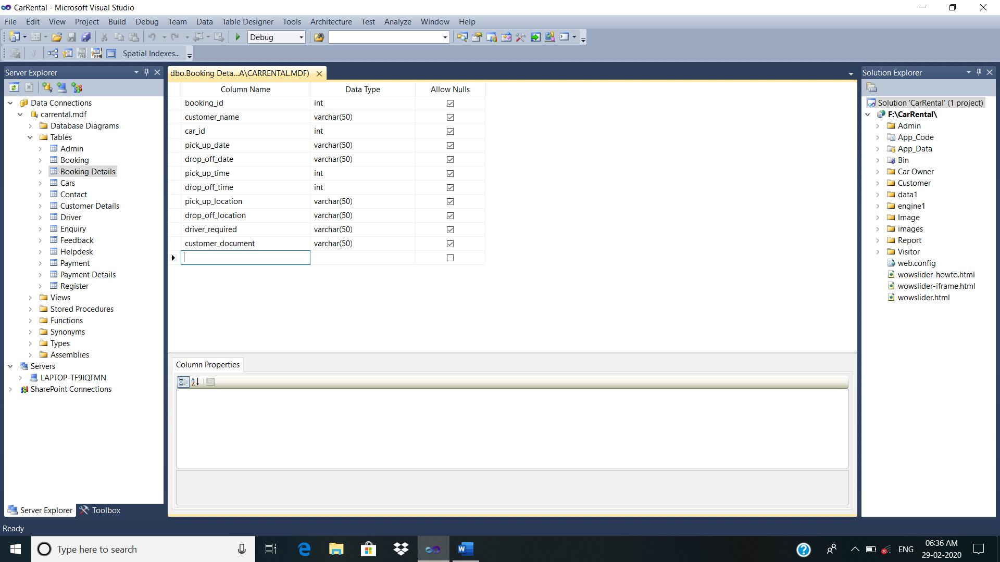 CarRental - Microsoft Visual Studio
File Edit View Project Build Debug Team Data Table Designer Tools Architecture Test Analyze Window Help
Debug
Spatial Indexes...
Server Explorer
Data Connections
carrental.mdf
Database Diagrams
Tables
Admin
Booking
Booking Details
Cars
Contact
Customer Details
Driver
Enquiry
Feedback
Helpdesk
Payment
Payment Details
Register
Views
Stored Procedures
Functions
Synonyms
Types
Assemblies
Servers
LAPTOP-TF9IQTMN
SharePoint Connections
Server Explorer Toolbox
dbo.Booking Deta...A\CARRENTAL.MDF)
Column Name Data Type Allow Nulls
booking_id int
customer_name varchar(50)
car_id int
pick_up_date varchar(50)
drop_off_date varchar(50)
pick_up_time int
drop_off_time int
pick_up_location varchar(50)
drop_off_location varchar(50)
driver_required varchar(50)
customer_document varchar(50)
Column Properties
Solution Explorer
Solution 'CarRental' (1 project)
F:\CarRental\
Admin
App_Code
App_Data
Bin
Car Owner
Customer
data1
engine1
Image
images
Report
Visitor
web.config
wowslider-howto.html
wowslider-iframe.html
wowslider.html
Ready
Type here to search
ENG
06:36 AM
29-02-2020